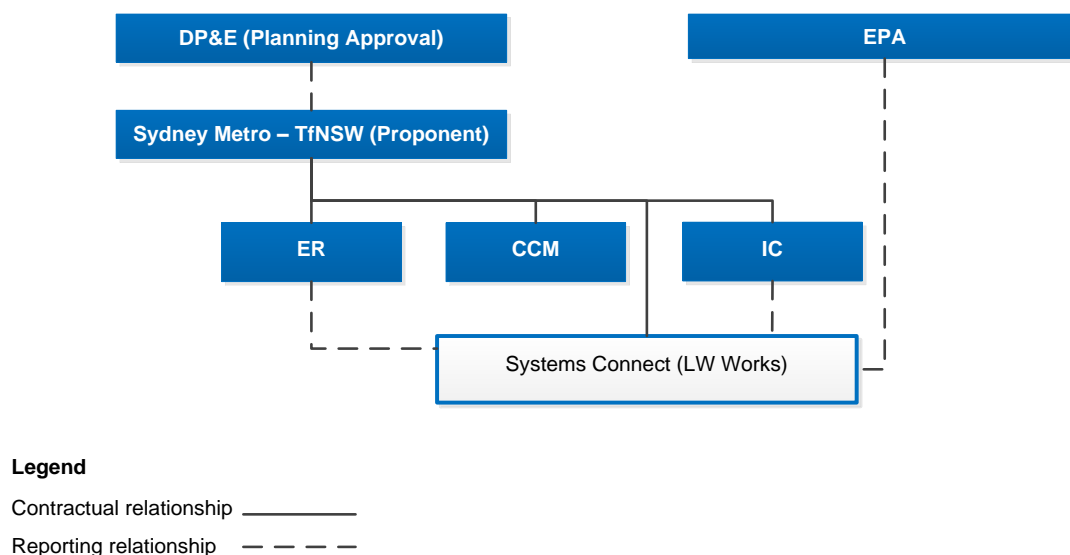 DP&E (Planning Approval)
EPA
Sydney Metro – TfNSW (Proponent)
ER
CCM
IC
Systems Connect (LW Works)
Legend
Contractual relationship
Reporting relationship